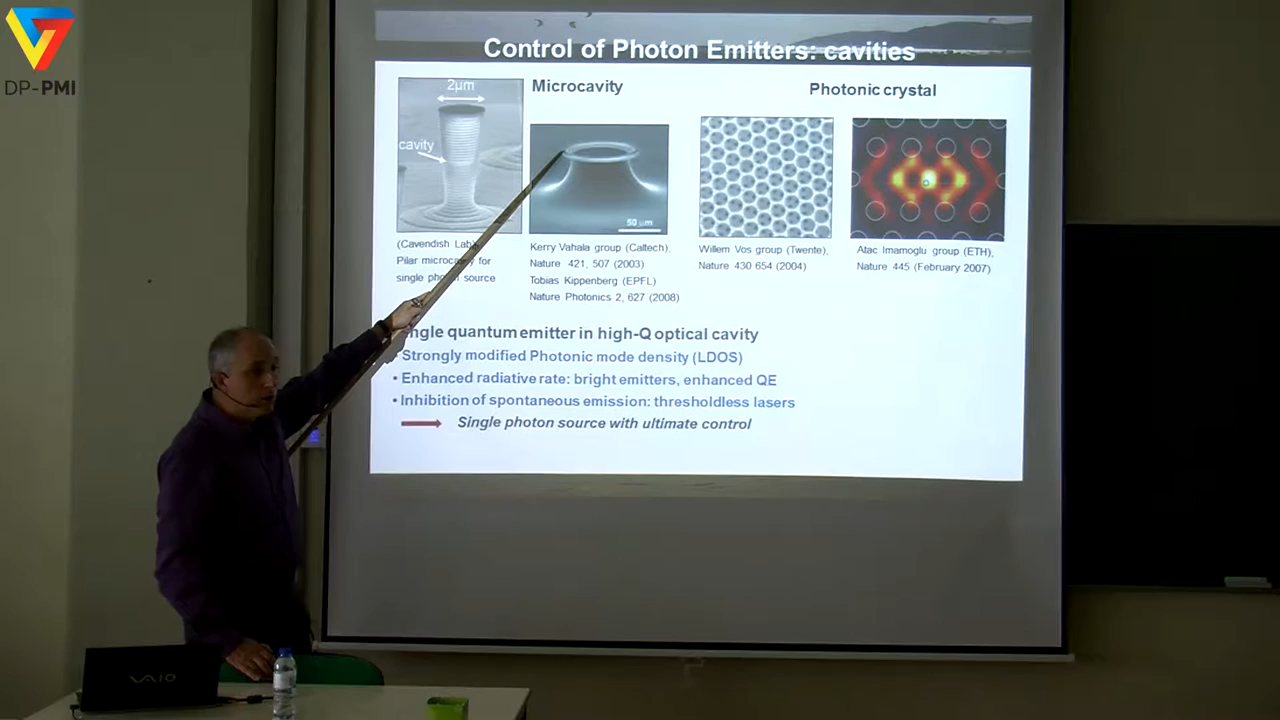 DP-PMI
Control of Photon Emitters: cavities
2µm
cavity
(Cavendish Lab),
Pilar microcavity for
single photon source
Microcavity
50 µm
Kerry Vahala group (Caltech),
Nature 421, 507 (2003)
Tobias Kippenberg (EPFL)
Nature Photonics 2, 627 (2008)
Photonic crystal
Willem Vos group (Twente),
Nature 430 654 (2004)
Atac Imamoglu group (ETH),
Nature 445 (February 2007)
quantum emitter in high-Q optical cavity
• Strongly modified Photonic mode density (LDOS)
• Enhanced radiative rate: bright emitters, enhanced QE
• Inhibition of spontaneous emission: thresholdless lasers
Single photon source with ultimate control
VAIO